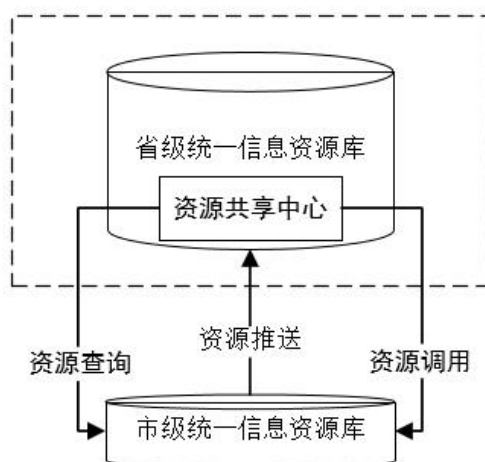 省级统一信息资源库
资源共享中心
资源推送
资源查询
资源调用
市级统一信息资源库